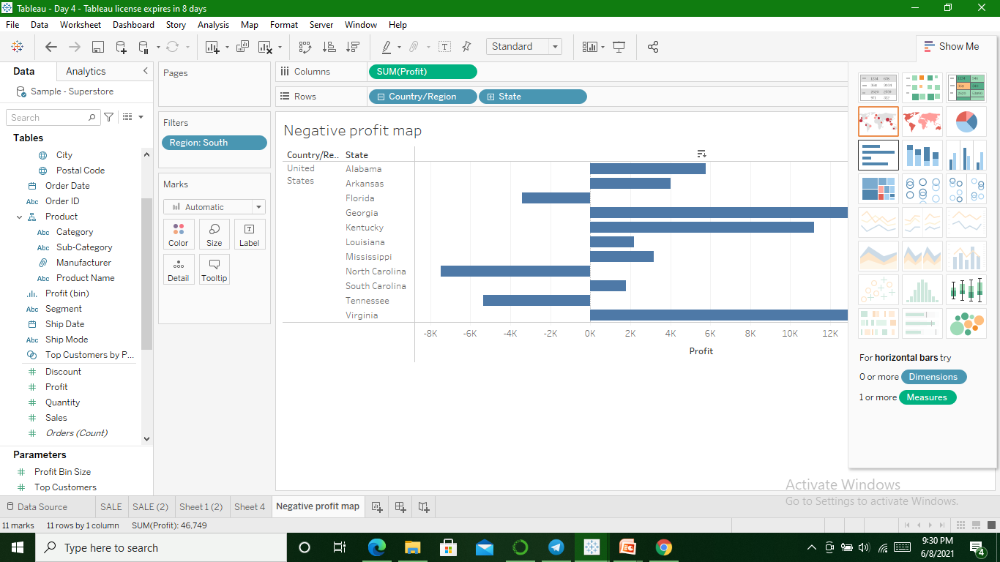 Tableau - Day 4 - Tableau license expires in 8 days
File Data Worksheet Dashboard Story Analysis Map Format Server Window Help
Standard
Show Me
Data Analytics
Sample - Superstore
Search
Tables
City
Postal Code
Order Date
Abc Order ID
Product
Abc Category
Abc Sub-Category
Manufacturer
Abc Product Name
Profit (bin)
Abc Segment
Ship Date
Abc Ship Mode
Top Customers by P...
Discount
Profit
Quantity
Sales
Orders (Count)
Parameters
Profit Bin Size
Top Customers
Pages
Filters
Region: South
Marks
Automatic
Color Size Label
Detail Tooltip
Columns SUM(Profit)
Rows Country/Region State
Negative profit map
Country/Re.. State
United
States
Alabama
Arkansas
Florida
Georgia
Kentucky
Louisiana
Mississippi
North Carolina
South Carolina
Tennessee
Virginia
-8K -6K -4K -2K 0K 2K 4K 6K 8K 10K 12K
Profit
For horizontal bars try
0 or more Dimensions
1 or more Measures
Activate Windows
Go to Settings to activate Windows.
Data Source SALE SALE (2) Sheet 1 (2) Sheet 4 Negative profit map
11 marks 11 rows by 1 column SUM(Profit): 46,749
Type here to search
9:30 PM
6/8/2021
4